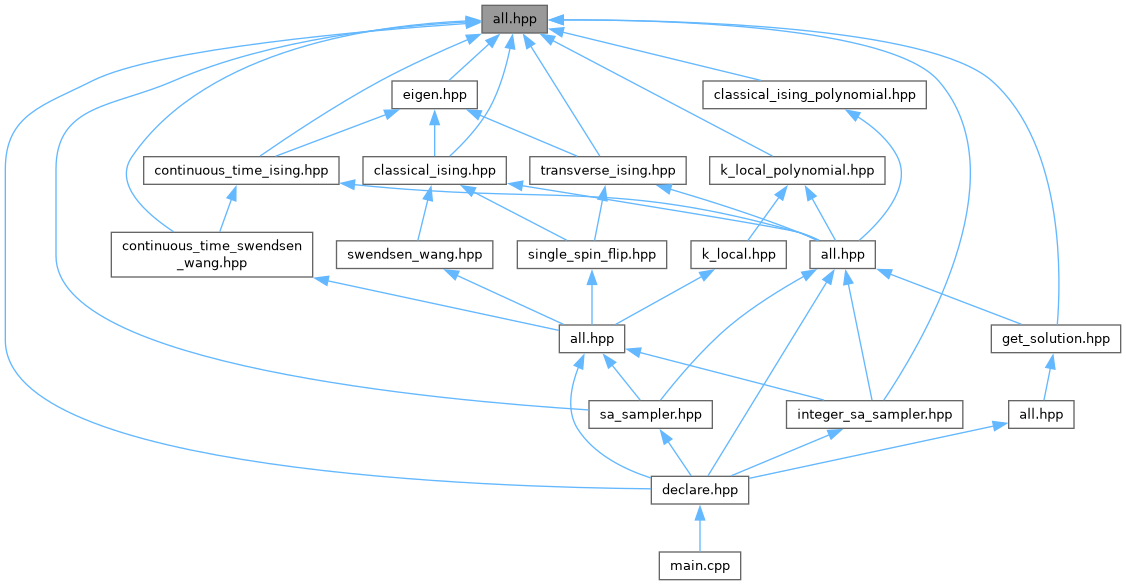 all.hpp
eigen.hpp
classical_ising_polynomial.hpp
continuous_time_ising.hpp
classical_ising.hpp
transverse_ising.hpp
k_local_polynomial.hpp
continuous_time_swendsen
_wang.hpp
swendsen_wang.hpp
single_spin_flip.hpp
k_local.hpp
all.hpp
all.hpp
get_solution.hpp
sa_sampler.hpp
integer_sa_sampler.hpp
all.hpp
declare.hpp
main.cpp